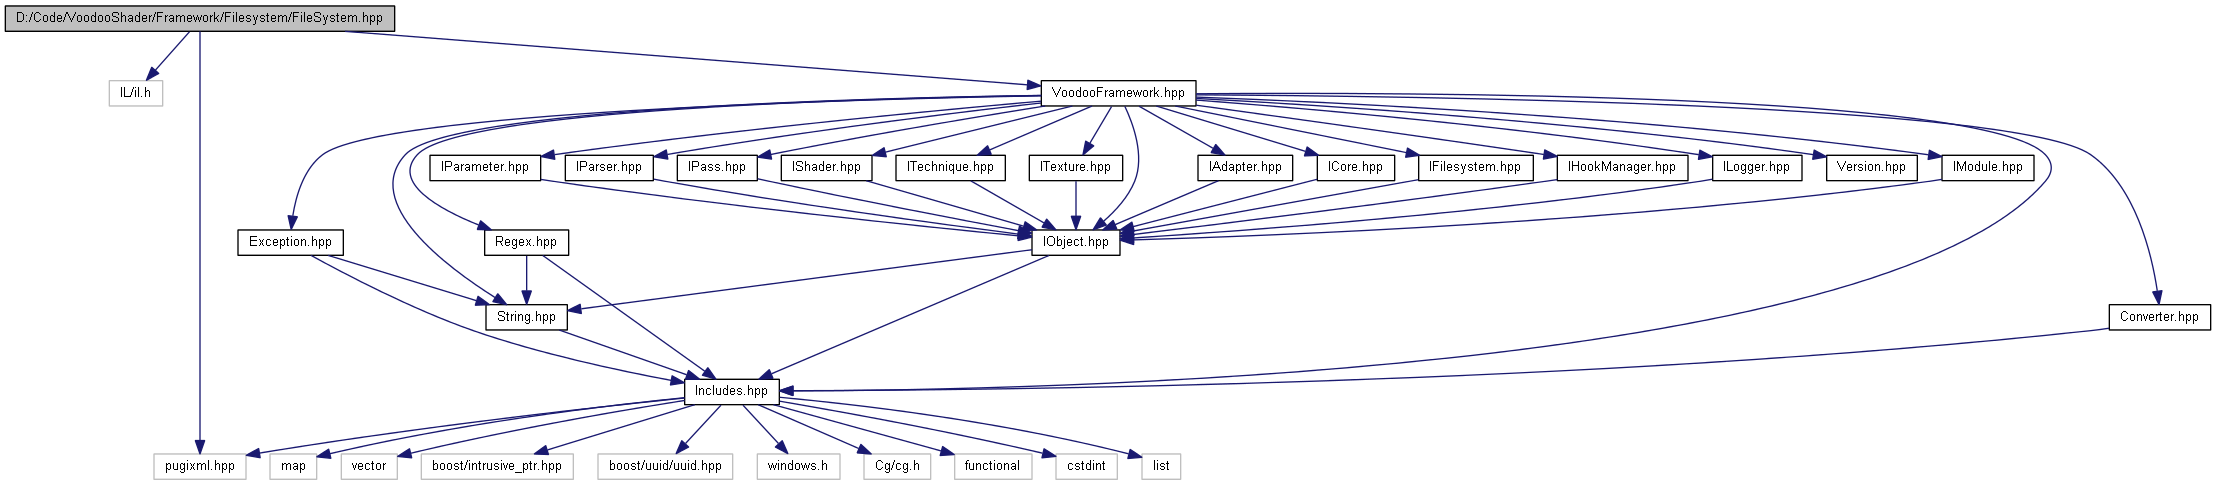 D:/Code/VoodooShader/Framework/Filesystem/FileSystem.hpp
IL/il.h
VoodooFramework.hpp
IParameter.hpp
IParser.hpp
IPass.hpp
IShader.hpp
ITechnique.hpp
ITexture.hpp
IAdapter.hpp
ICore.hpp
IFilesystem.hpp
IHookManager.hpp
ILogger.hpp
Version.hpp
IModule.hpp
Exception.hpp
Regex.hpp
IObject.hpp
String.hpp
Converter.hpp
Includes.hpp
pugixml.hpp
map
vector
boost/intrusive_ptr.hpp
boost/uuid/uuid.hpp
windows.h
Cg/cg.h
functional
cstdint
list